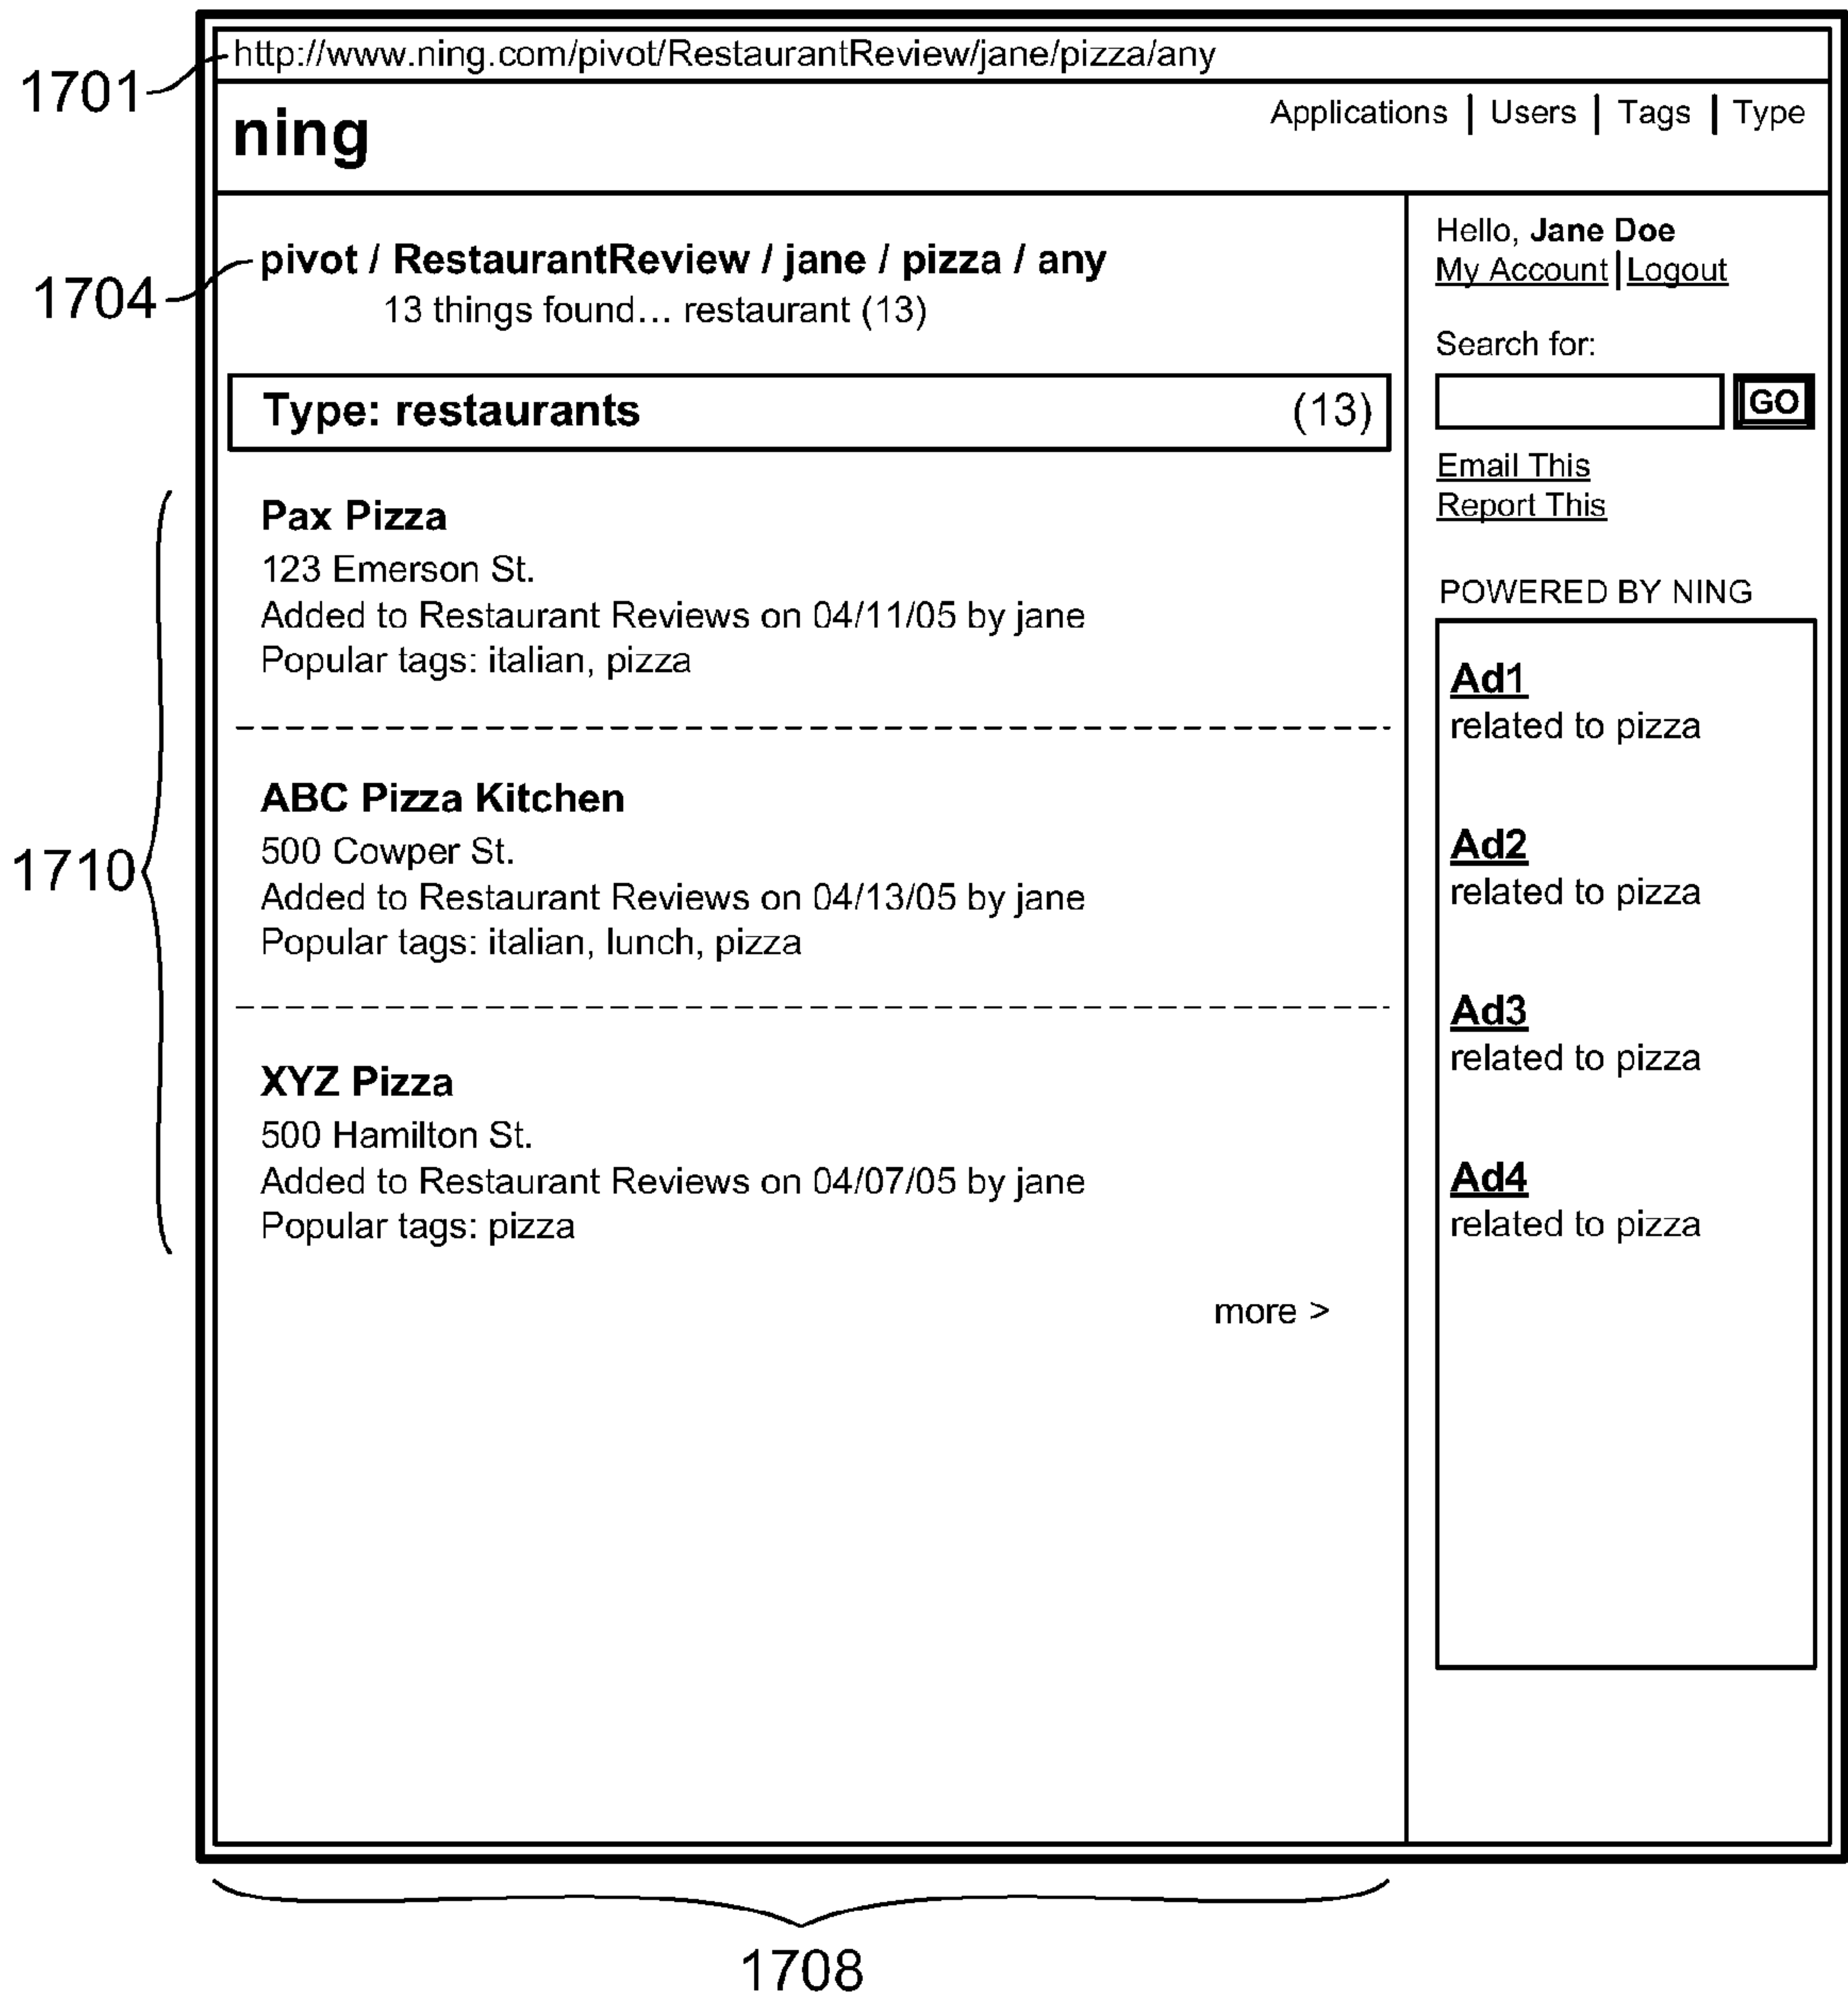 1701
http://www.ning.com/pivot/RestaurantReview/jane/pizza/any
ning
Applications | Users | Tags | Type
1704
pivot / RestaurantReview / jane / pizza / any
13 things found... restaurant (13)
Type: restaurants (13)
1710
Pax Pizza
123 Emerson St.
Added to Restaurant Reviews on 04/11/05 by jane
Popular tags: italian, pizza
ABC Pizza Kitchen
500 Cowper St.
Added to Restaurant Reviews on 04/13/05 by jane
Popular tags: italian, lunch, pizza
XYZ Pizza
500 Hamilton St.
Added to Restaurant Reviews on 04/07/05 by jane
Popular tags: pizza
more >
Hello, Jane Doe
My Account | Logout
Search for:
GO
Email This
Report This
POWERED BY NING
Ad1
related to pizza
Ad2
related to pizza
Ad3
related to pizza
Ad4
related to pizza
1708